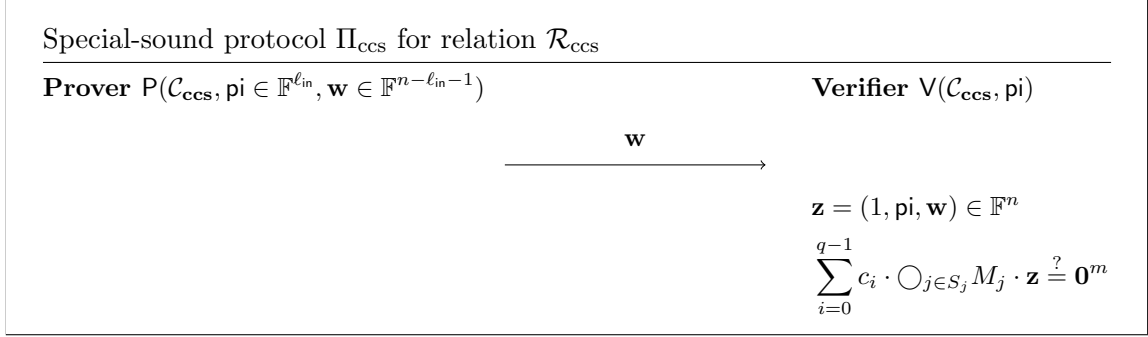 Special-sound protocol Π_ccs for relation 𝓡_ccs
Prover P(𝒞_ccs, pi ∈ 𝔽^{ℓ_in}, w ∈ 𝔽^{n−ℓ_in−1}) Verifier V(𝒞_ccs, pi)
w
z = (1, pi, w) ∈ 𝔽^n
∑_{i=0}^{q−1} c_i · ◯_{j∈S_j} M_j · z ≟ 0^m